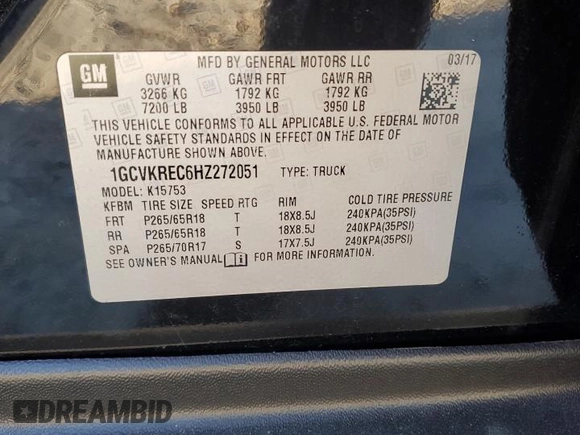 GM
MFD BY GENERAL MOTORS LLC
03/17
GVWR GAWR FRT GAWR RR
3266 KG 1792 KG 1792 KG
7200 LB 3950 LB 3950 LB
THIS VEHICLE CONFORMS TO ALL APPLICABLE U.S. FEDERAL MOTOR
VEHICLE SAFETY STANDARDS IN EFFECT ON THE DATE OF
MANUFACTURE SHOWN ABOVE.
1GCVKREC6HZ272051 TYPE: TRUCK
MODEL: K15753
KFBM TIRE SIZE SPEED RTG RIM COLD TIRE PRESSURE
FRT P265/65R18 T 18X8.5J 240KPA(35PSI)
RR P265/65R18 T 18X8.5J 240KPA(35PSI)
SPA P265/70R17 S 17X7.5J 240KPA(35PSI)
SEE OWNER'S MANUAL i FOR MORE INFORMATION.
DREAMBID